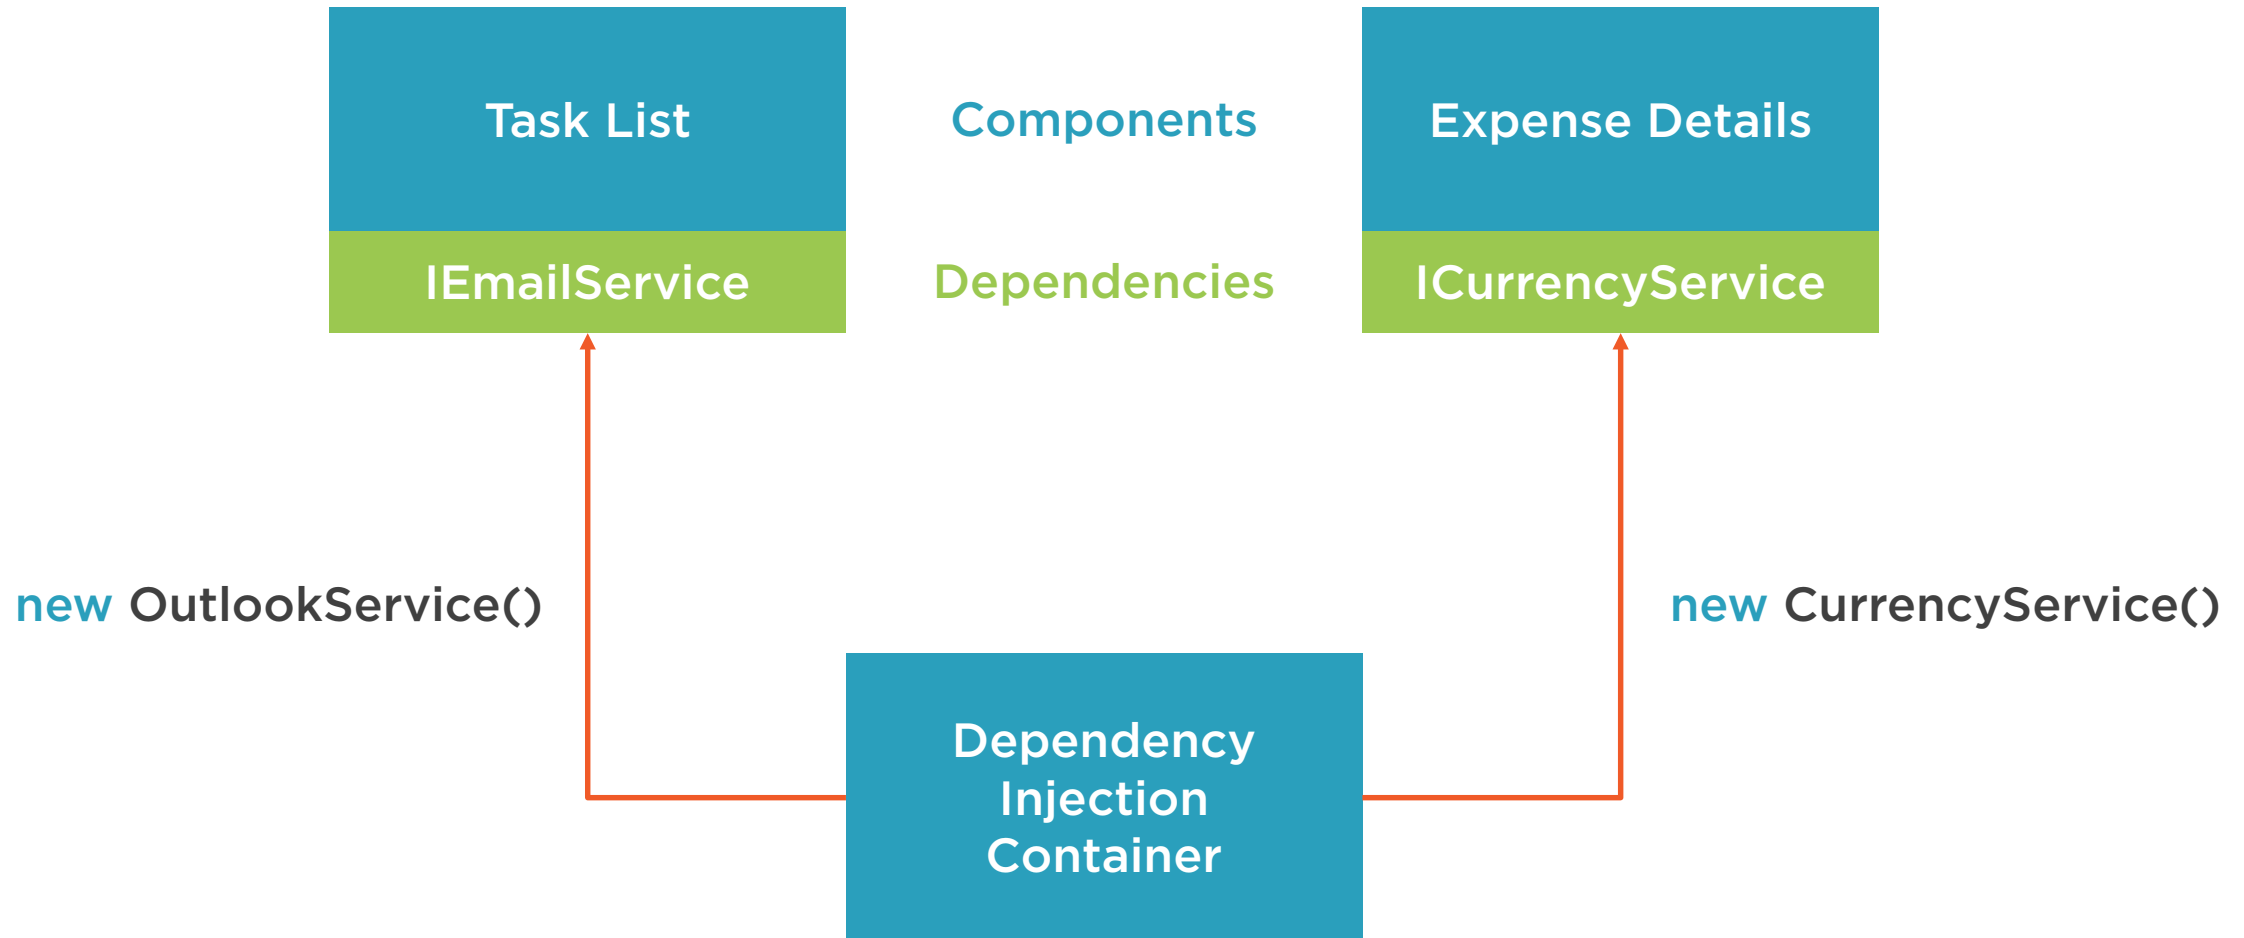 Task List
Components
Expense Details
IEmailService
Dependencies
ICurrencyService
new OutlookService()
new CurrencyService()
Dependency
Injection
Container